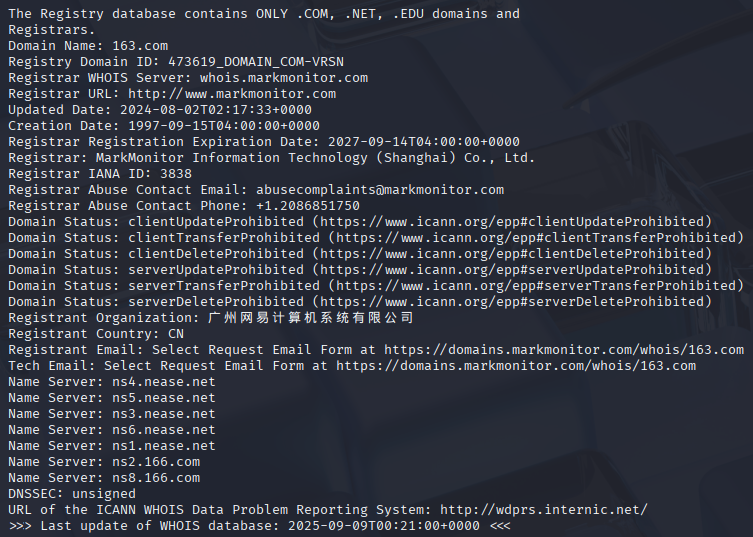 The Registry database contains ONLY .COM, .NET, .EDU domains and
Registrars.
Domain Name: 163.com
Registry Domain ID: 473619_DOMAIN_COM-VRSN
Registrar WHOIS Server: whois.markmonitor.com
Registrar URL: http://www.markmonitor.com
Updated Date: 2024-08-02T02:17:33+0000
Creation Date: 1997-09-15T04:00:00+0000
Registrar Registration Expiration Date: 2027-09-14T04:00:00+0000
Registrar: MarkMonitor Information Technology (Shanghai) Co., Ltd.
Registrar IANA ID: 3838
Registrar Abuse Contact Email: abusecomplaints@markmonitor.com
Registrar Abuse Contact Phone: +1.2086851750
Domain Status: clientUpdateProhibited (https://www.icann.org/epp#clientUpdateProhibited)
Domain Status: clientTransferProhibited (https://www.icann.org/epp#clientTransferProhibited)
Domain Status: clientDeleteProhibited (https://www.icann.org/epp#clientDeleteProhibited)
Domain Status: serverUpdateProhibited (https://www.icann.org/epp#serverUpdateProhibited)
Domain Status: serverTransferProhibited (https://www.icann.org/epp#serverTransferProhibited)
Domain Status: serverDeleteProhibited (https://www.icann.org/epp#serverDeleteProhibited)
Registrant Organization: 广州网易计算机系统有限公司
Registrant Country: CN
Registrant Email: Select Request Email Form at https://domains.markmonitor.com/whois/163.com
Tech Email: Select Request Email Form at https://domains.markmonitor.com/whois/163.com
Name Server: ns4.nease.net
Name Server: ns5.nease.net
Name Server: ns3.nease.net
Name Server: ns6.nease.net
Name Server: ns1.nease.net
Name Server: ns2.166.com
Name Server: ns8.166.com
DNSSEC: unsigned
URL of the ICANN WHOIS Data Problem Reporting System: http://wdprs.internic.net/
>>> Last update of WHOIS database: 2025-09-09T00:21:00+0000 <<<